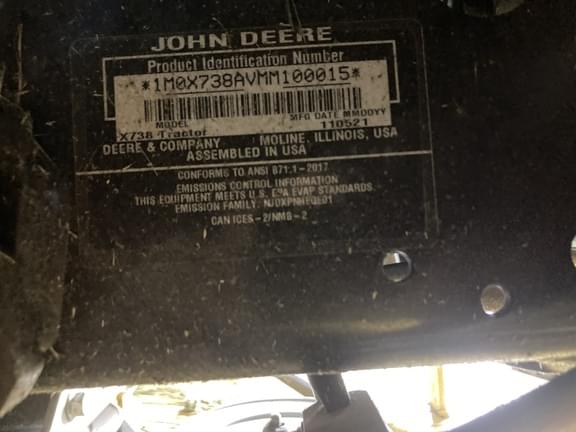 JOHN DEERE
Product Identification Number
*1M0X738AVMM100015*
MODEL MFG DATE MMDDYY
X738 Tractor 110521
DEERE & COMPANY MOLINE, ILLINOIS, USA
ASSEMBLED IN USA
CONFORMS TO ANSI B71.1-2017
EMISSIONS CONTROL INFORMATION
THIS EQUIPMENT MEETS U.S. EPA EVAP STANDARDS
EMISSION FAMILY:
CAN ICES-2/NMB-2